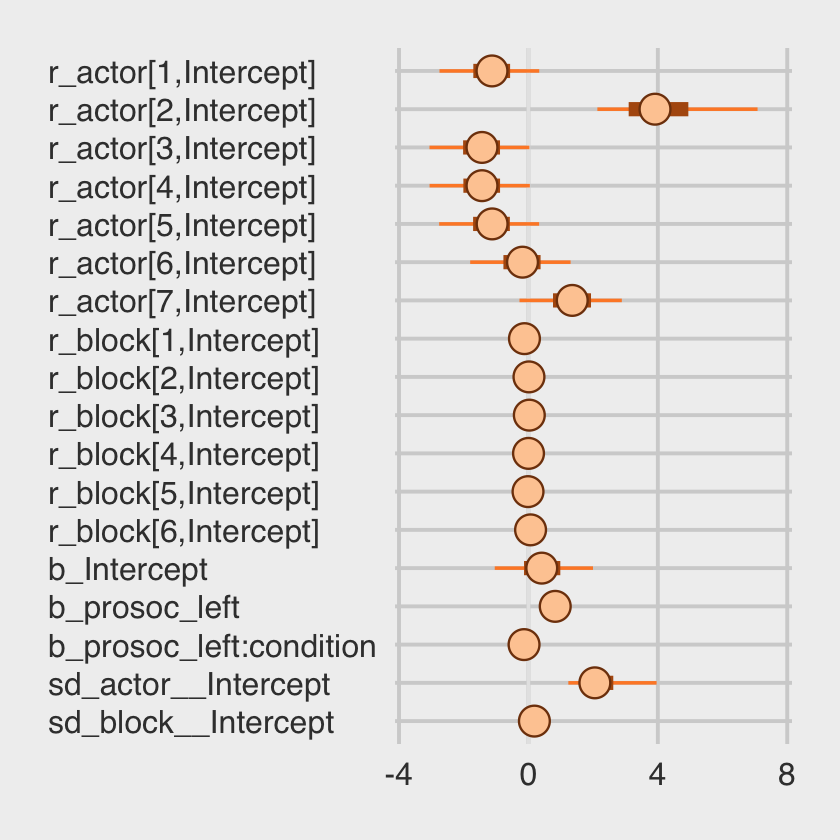 r_actor[1,Intercept]
r_actor[2,Intercept]
r_actor[3,Intercept]
r_actor[4,Intercept]
r_actor[5,Intercept]
r_actor[6,Intercept]
r_actor[7,Intercept]
r_block[1,Intercept]
r_block[2,Intercept]
r_block[3,Intercept]
r_block[4,Intercept]
r_block[5,Intercept]
r_block[6,Intercept]
b_Intercept
b_prosoc_left
b_prosoc_left:condition
sd_actor__Intercept
sd_block__Intercept
-4 0 4 8